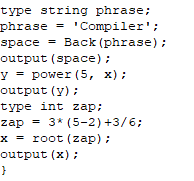 type string phrase;
phrase = 'Compiler';
space = Back(phrase);
output(space);
y = power(5, x);
output(y);
type int zap;
zap = 3*(5-2)+3/6;
x = root(zap);
output(x);
}